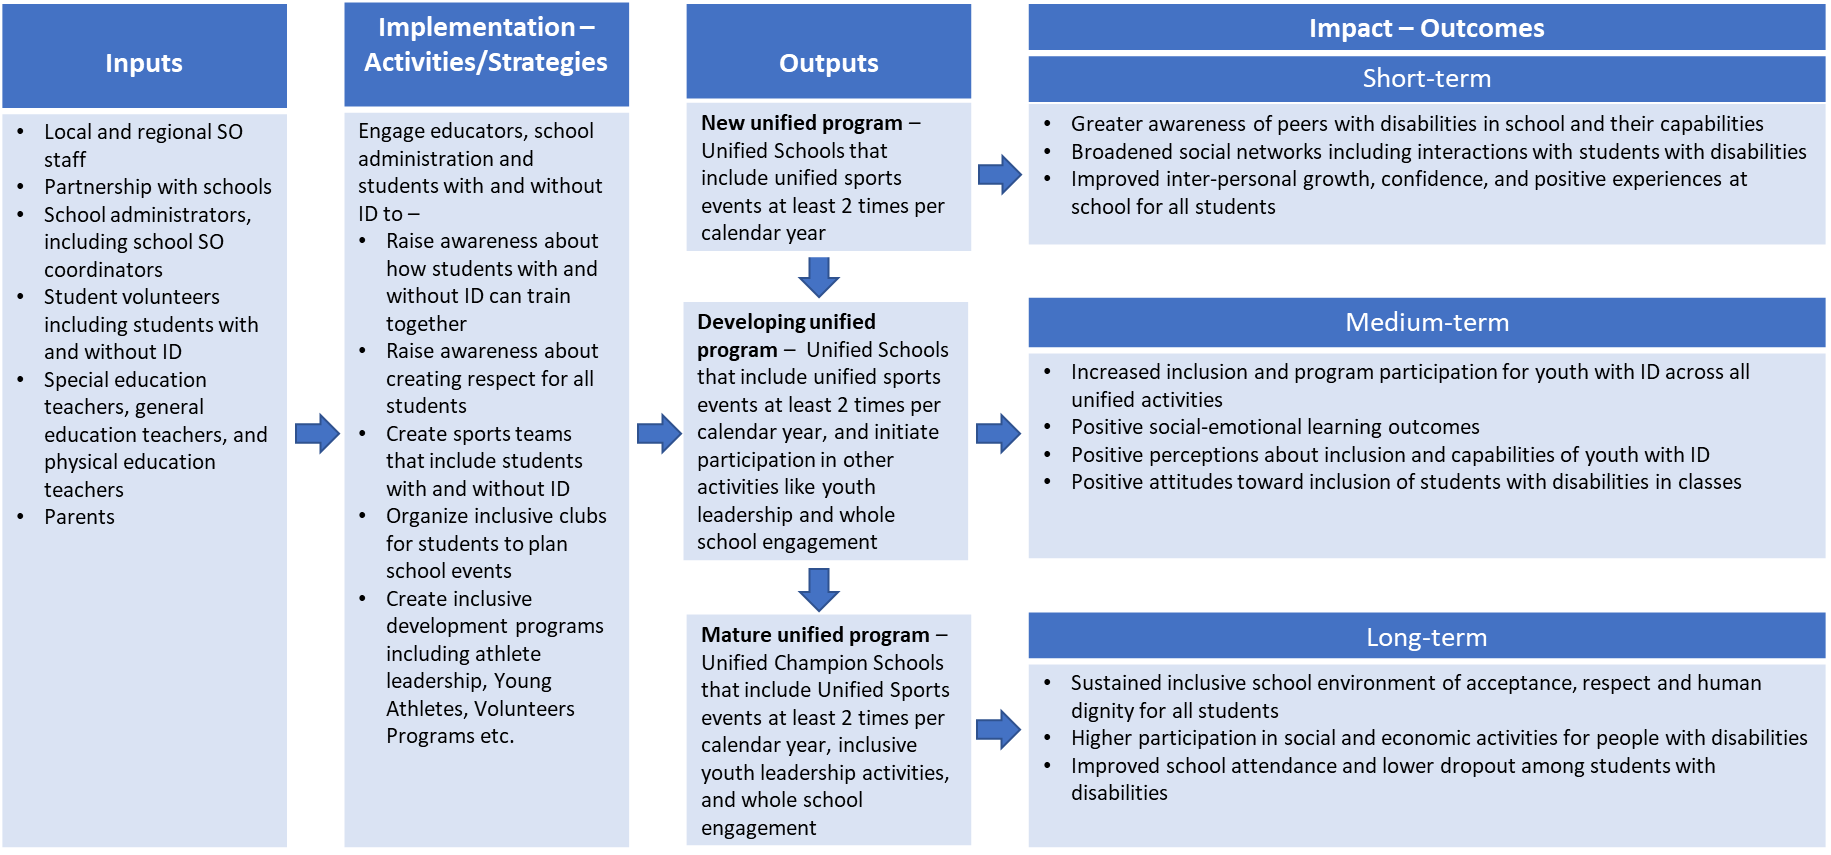 Inputs
• Local and regional SO
staff
• Partnership with schools
• School administrators,
including school SO
coordinators
• Student volunteers
including students with
and without ID
• Special education
teachers, general
education teachers, and
physical education
teachers
• Parents
Implementation –
Activities/Strategies
Engage educators, school
administration and
students with and without
ID to –
• Raise awareness about
how students with and
without ID can train
together
• Raise awareness about
creating respect for all
students
• Create sports teams
that include students
with and without ID
• Organize inclusive clubs
for students to plan
school events
• Create inclusive
development programs
including athlete
leadership, Young
Athletes, Volunteers
Programs etc.
Outputs
New unified program –
Unified Schools that
include unified sports
events at least 2 times per
calendar year
Developing unified
program – Unified Schools
that include unified sports
events at least 2 times per
calendar year, and initiate
participation in other
activities like youth
leadership and whole
school engagement
Mature unified program –
Unified Champion Schools
that include Unified Sports
events at least 2 times per
calendar year, inclusive
youth leadership activities,
and whole school
engagement
Impact – Outcomes
Short-term
• Greater awareness of peers with disabilities in school and their capabilities
• Broadened social networks including interactions with students with disabilities
• Improved inter-personal growth, confidence, and positive experiences at
school for all students
Medium-term
• Increased inclusion and program participation for youth with ID across all
unified activities
• Positive social-emotional learning outcomes
• Positive perceptions about inclusion and capabilities of youth with ID
• Positive attitudes toward inclusion of students with disabilities in classes
Long-term
• Sustained inclusive school environment of acceptance, respect and human
dignity for all students
• Higher participation in social and economic activities for people with disabilities
• Improved school attendance and lower dropout among students with
disabilities